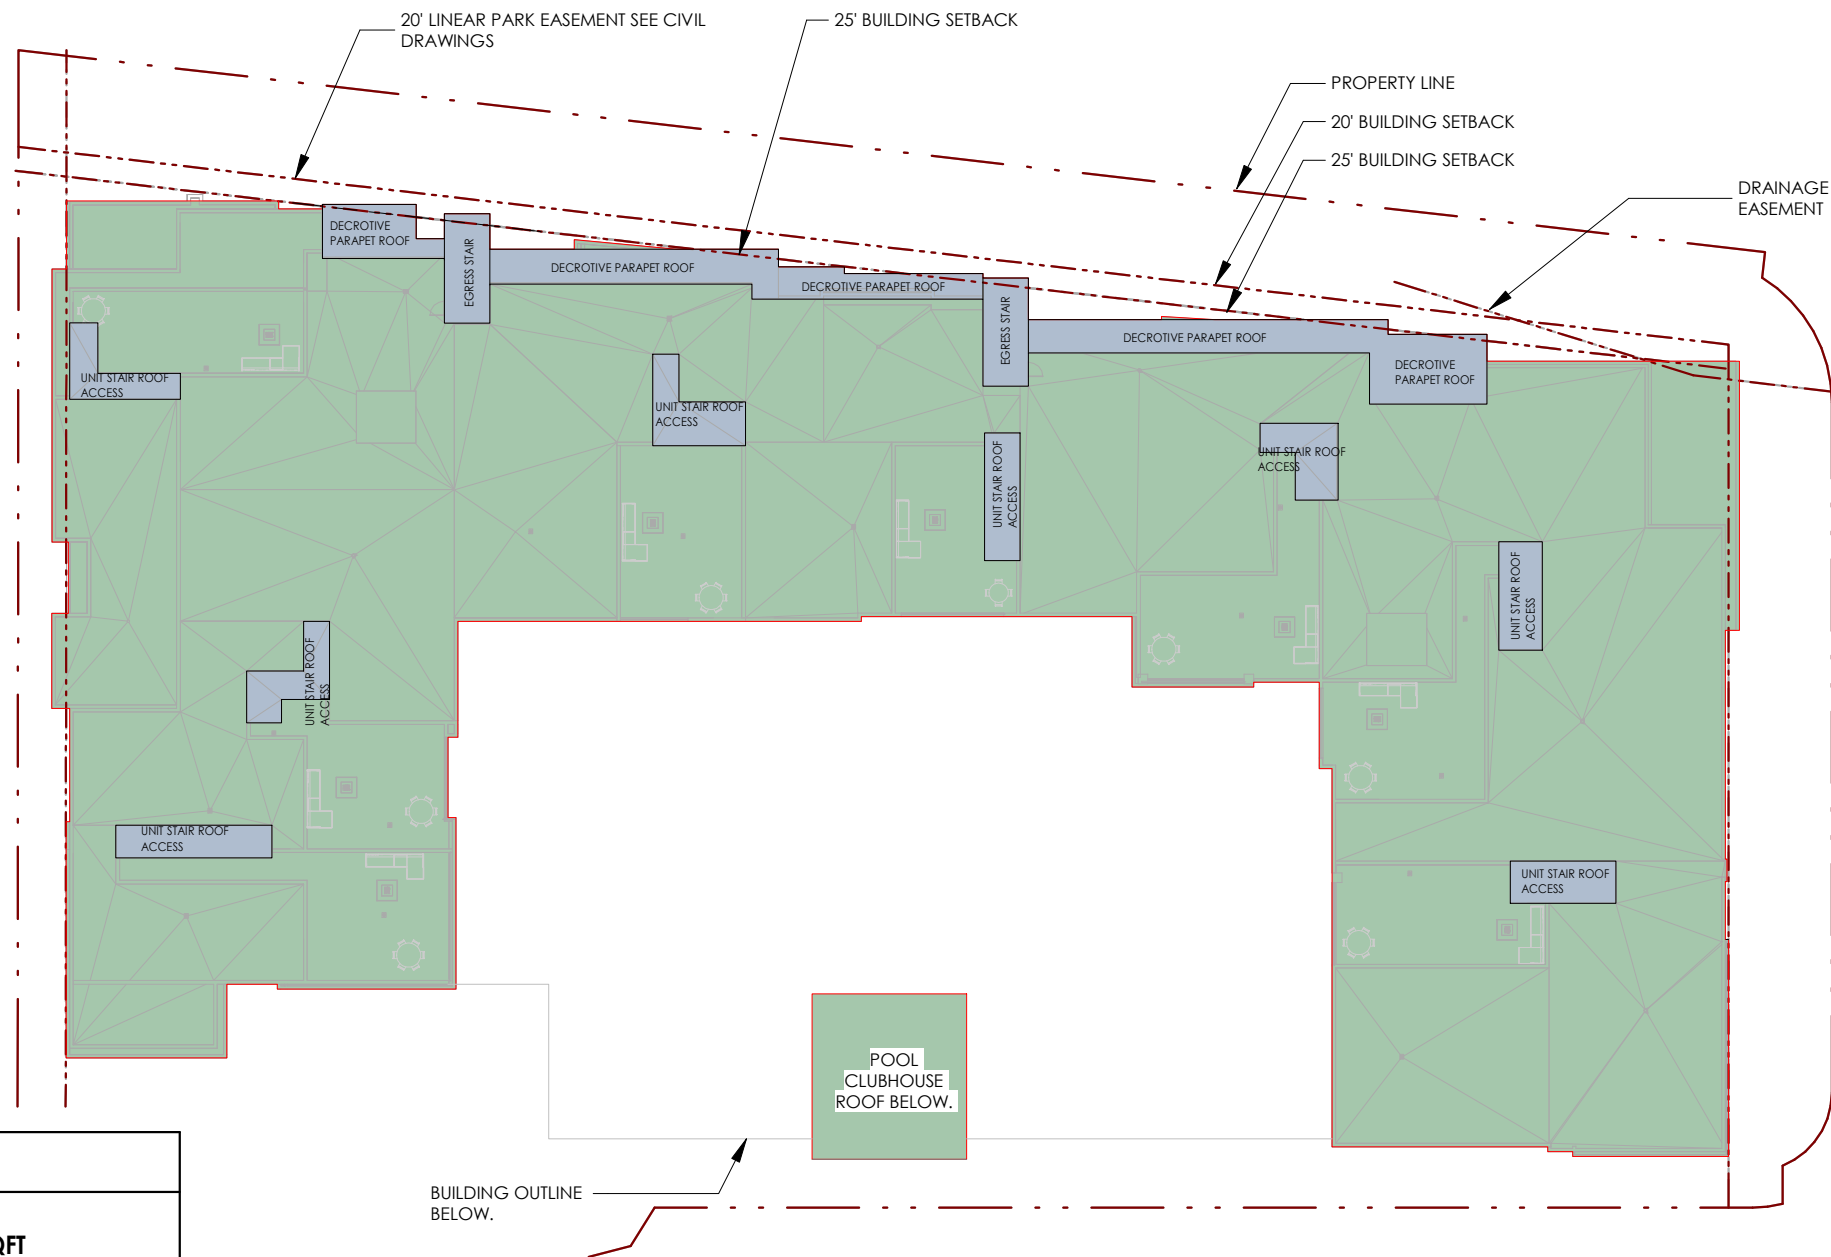 20' LINEAR PARK EASEMENT SEE CIVIL
DRAWINGS
25' BUILDING SETBACK
PROPERTY LINE
20' BUILDING SETBACK
25' BUILDING SETBACK
DRAINAGE
EASEMENT
DECROTIVE
PARAPET ROOF
EGRESS STAIR
DECROTIVE PARAPET ROOF
DECROTIVE PARAPET ROOF
EGRESS STAIR
DECROTIVE PARAPET ROOF
DECROTIVE
PARAPET ROOF
UNIT STAIR ROOF
ACCESS
UNIT STAIR ROOF
ACCESS
UNIT STAIR ROOF
ACCESS
UNIT STAIR ROOF
ACCESS
UNIT STAIR ROOF
ACCESS
UNIT STAIR ROOF
ACCESS
UNIT STAIR ROOF
ACCESS
UNIT STAIR ROOF
ACCESS
POOL
CLUBHOUSE
ROOF BELOW.
BUILDING OUTLINE
BELOW.